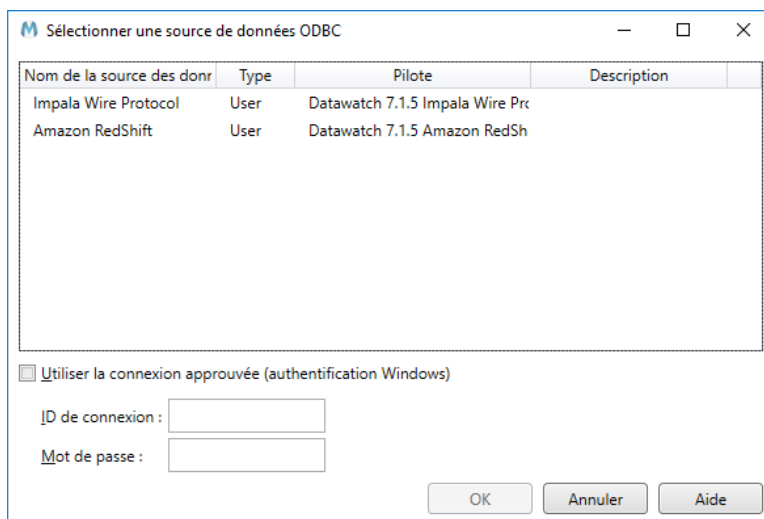 Sélectionner une source de données ODBC
Nom de la source des donr Type Pilote Description
Impala Wire Protocol User Datawatch 7.1.5 Impala Wire Pro
Amazon RedShift User Datawatch 7.1.5 Amazon RedSh
Utiliser la connexion approuvée (authentification Windows)
ID de connexion :
Mot de passe :
OK Annuler Aide